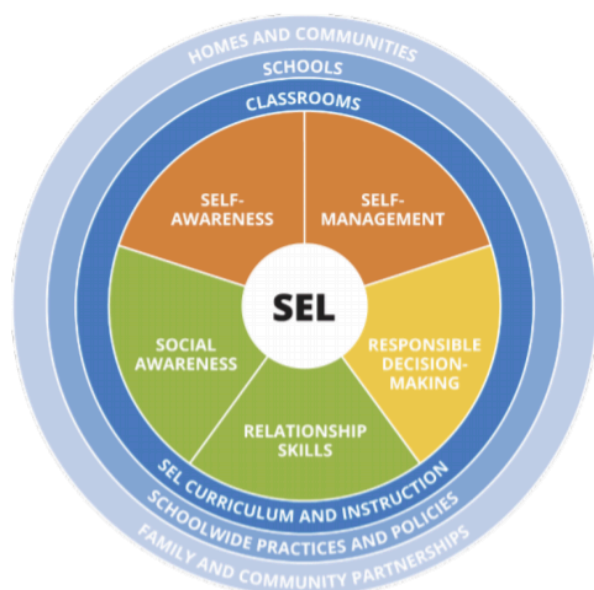 HOMES AND COMMUNITIES
SCHOOLS
CLASSROOMS
SELF-
AWARENESS
SELF-
MANAGEMENT
SEL
SOCIAL
AWARENESS
RESPONSIBLE
DECISION-
MAKING
RELATIONSHIP
SKILLS
SEL CURRICULUM AND INSTRUCTION
SCHOOLWIDE PRACTICES AND POLICIES
FAMILY AND COMMUNITY PARTNERSHIPS